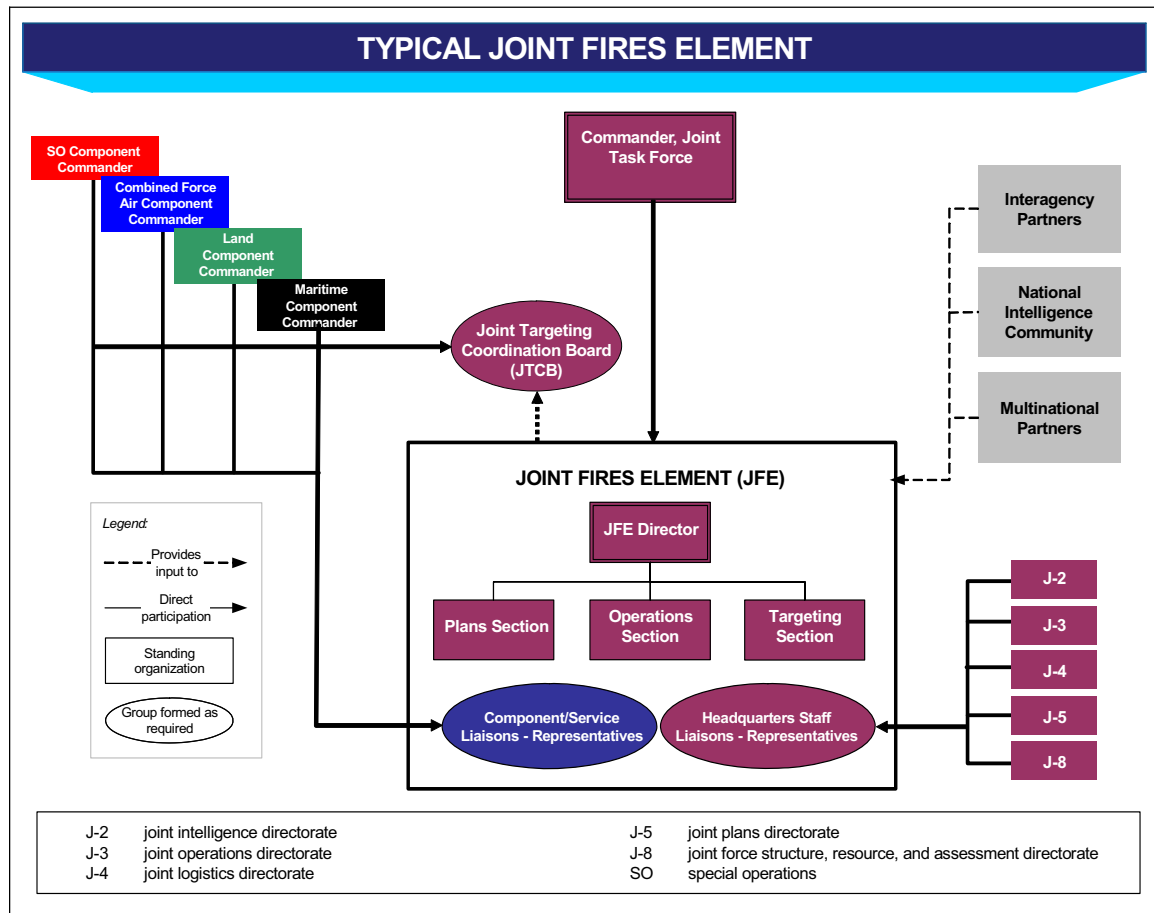 TYPICAL JOINT FIRES ELEMENT
SO Component
Commander
Combined Force
Air Component
Commander
Land
Component
Commander
Maritime
Component
Commander
Commander, Joint
Task Force
Joint Targeting
Coordination Board
(JTCB)
Interagency
Partners
National
Intelligence
Community
Multinational
Partners
JOINT FIRES ELEMENT (JFE)
JFE Director
Plans Section
Operations
Section
Targeting
Section
Component/Service
Liaisons - Representatives
Headquarters Staff
Liaisons - Representatives
J-2
J-3
J-4
J-5
J-8
Legend:
Provides
input to
Direct
participation
Standing
organization
Group formed as
required
J-2 joint intelligence directorate
J-3 joint operations directorate
J-4 joint logistics directorate
J-5 joint plans directorate
J-8 joint force structure, resource, and assessment directorate
SO special operations